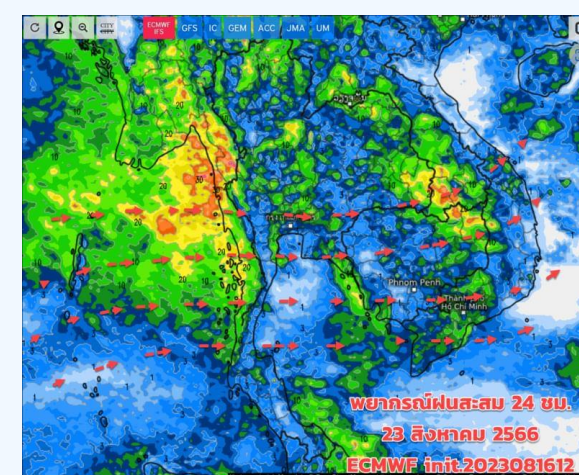 CITY
CITY
ECMWF
IFS
GFS IC GEM ACC JMA UM
Phnom Penh
Thành phố
Hồ Chí Minh
พยากรณ์ฝนสะสม 24 ชม.
23 สิงหาคม 2566
ECMWF init.2023081612